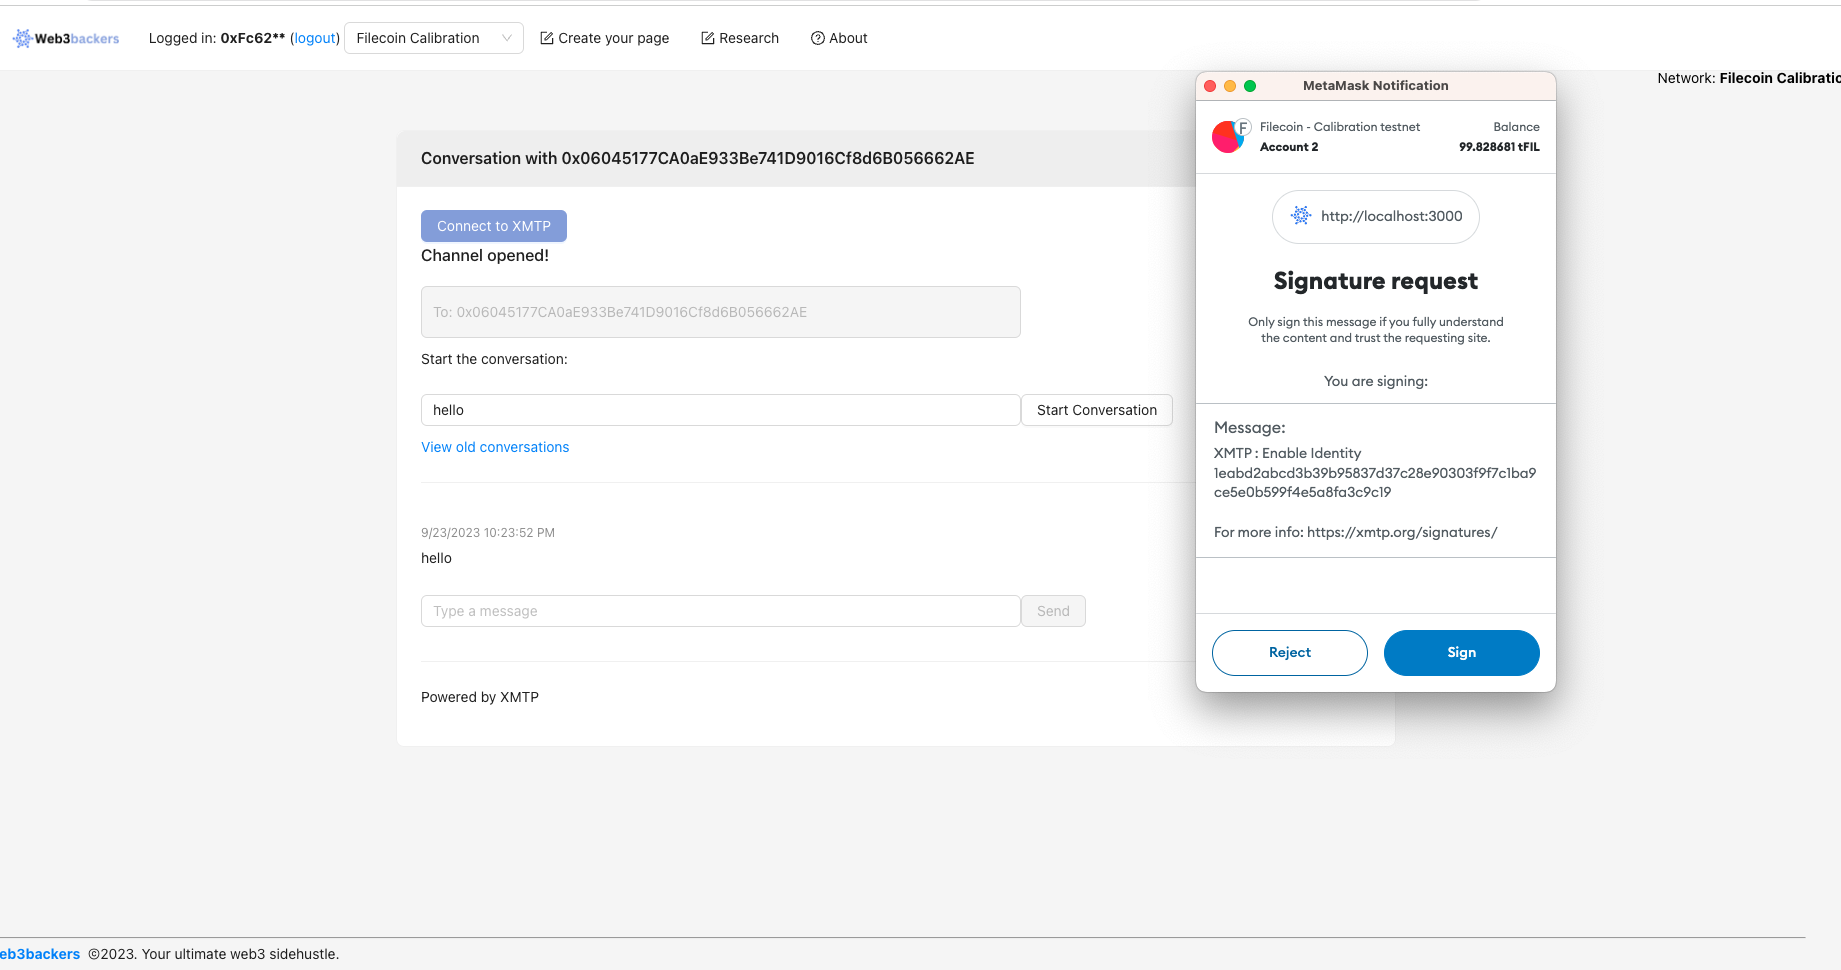 Web3backers
Logged in: 0xFc62** (logout)
Filecoin Calibration
Create your page
Research
About
Network: Filecoin Calibratio
Conversation with 0x06045177CA0aE933Be741D9016Cf8d6B056662AE
Connect to XMTP
Channel opened!
To: 0x06045177CA0aE933Be741D9016Cf8d6B056662AE
Start the conversation:
hello
Start Conversation
View old conversations
9/23/2023 10:23:52 PM
hello
Type a message
Send
Powered by XMTP
MetaMask Notification
F
Filecoin - Calibration testnet
Balance
Account 2
99.828681 tFIL
http://localhost:3000
Signature request
Only sign this message if you fully understand
the content and trust the requesting site.
You are signing:
Message:
XMTP : Enable Identity
1eabd2abcd3b39b95837d37c28e90303f9f7c1ba9
ce5e0b599f4e5a8fa3c9c19
For more info: https://xmtp.org/signatures/
Reject
Sign
eb3backers ©2023. Your ultimate web3 sidehustle.